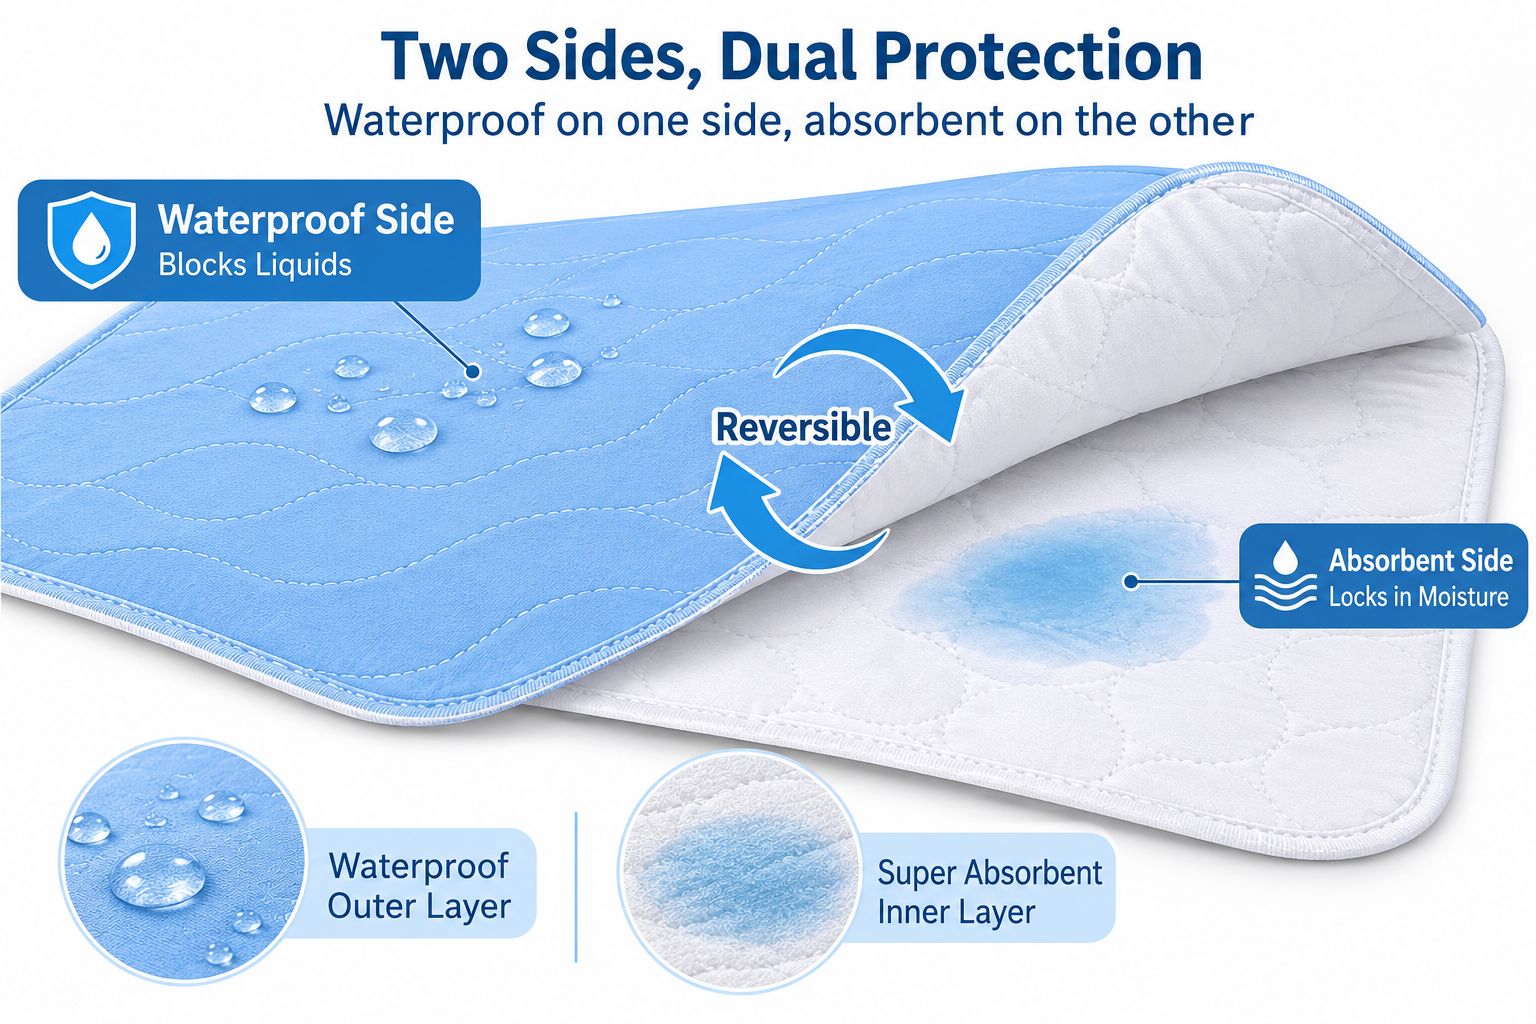 Two Sides, Dual Protection
Waterproof on one side, absorbent on the other
Waterproof Side
Blocks Liquids
Reversible
Absorbent Side
Locks in Moisture
Waterproof
Outer Layer
Super Absorbent
Inner Layer